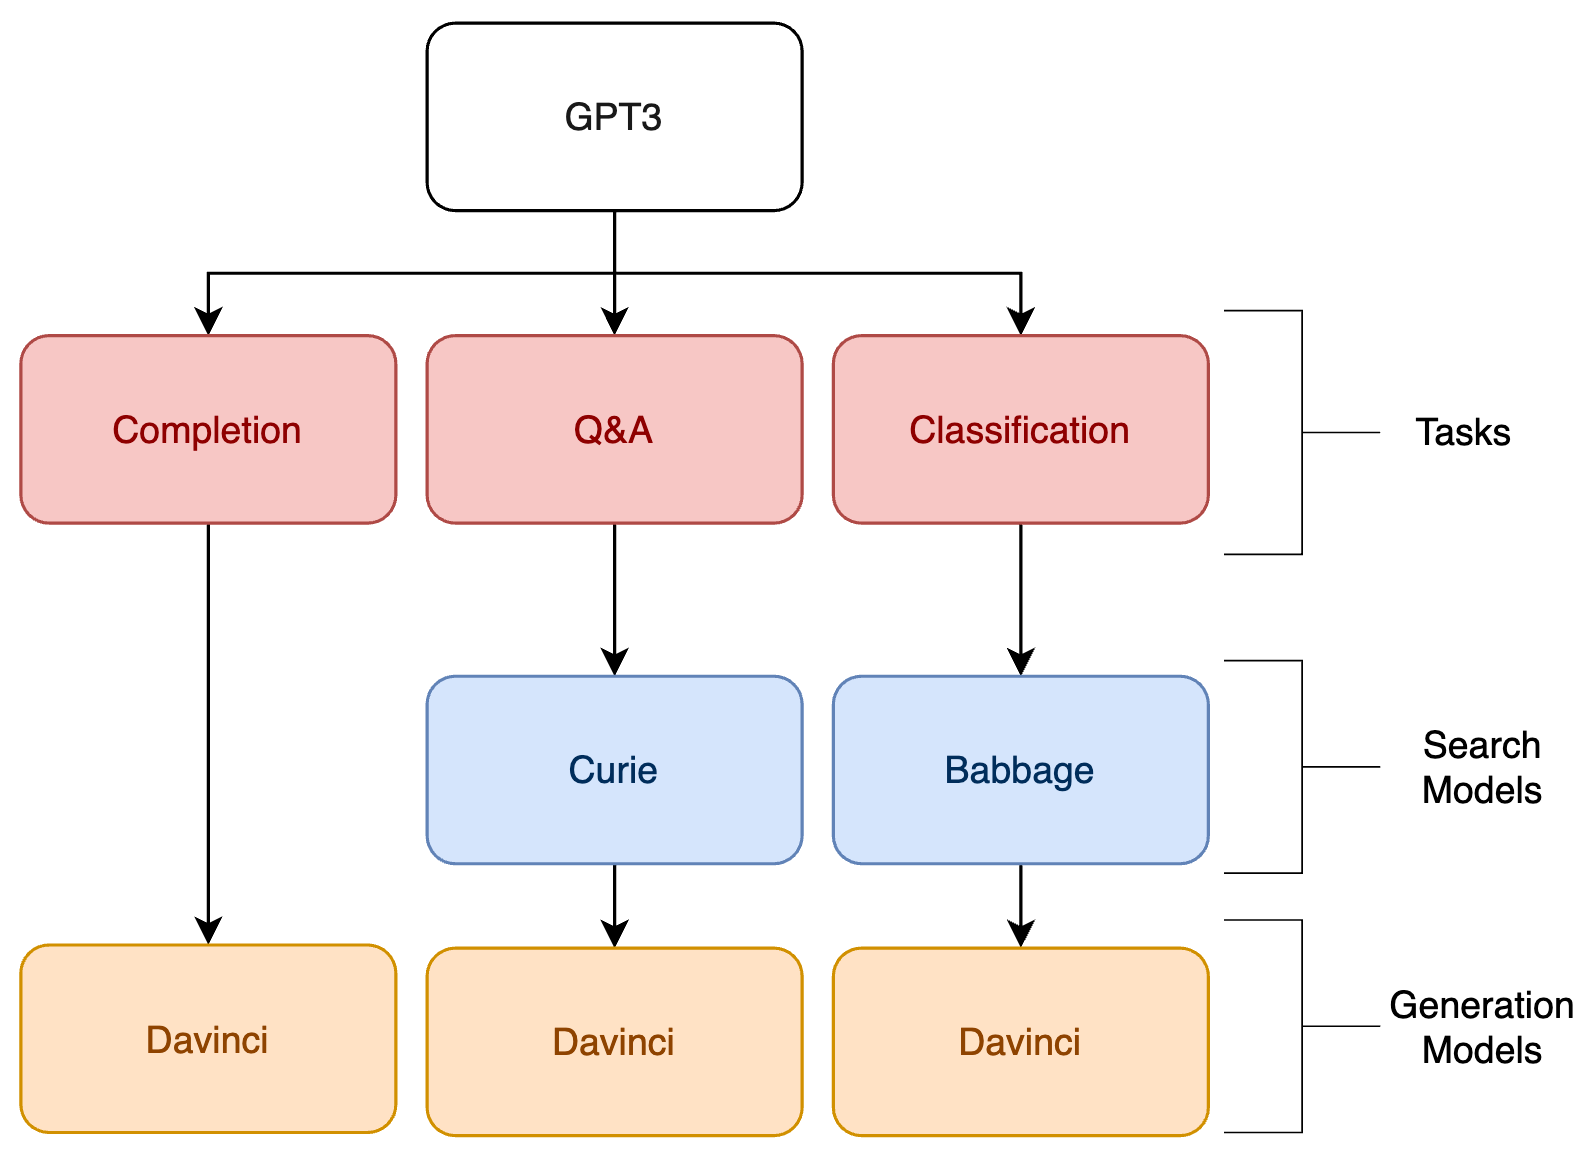 GPT3
Completion
Q&A
Classification
Tasks
Curie
Babbage
Search
Models
Davinci
Davinci
Davinci
Generation
Models